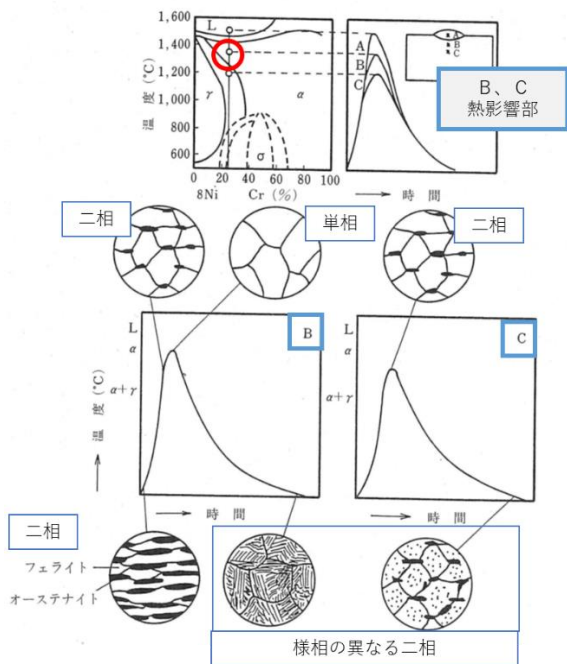 1,600
1,400
1,200
1,000
800
600
温度(℃)
L
γ
α
σ
0 20 40 60 80 100
8Ni Cr(%)
A
B
C
A
B
C
時間
B、C
熱影響部
二相
単相
二相
L
α
α+γ
B
温度(℃)
時間
L
α
α+γ
C
時間
二相
フェライト
オーステナイト
様相の異なる二相